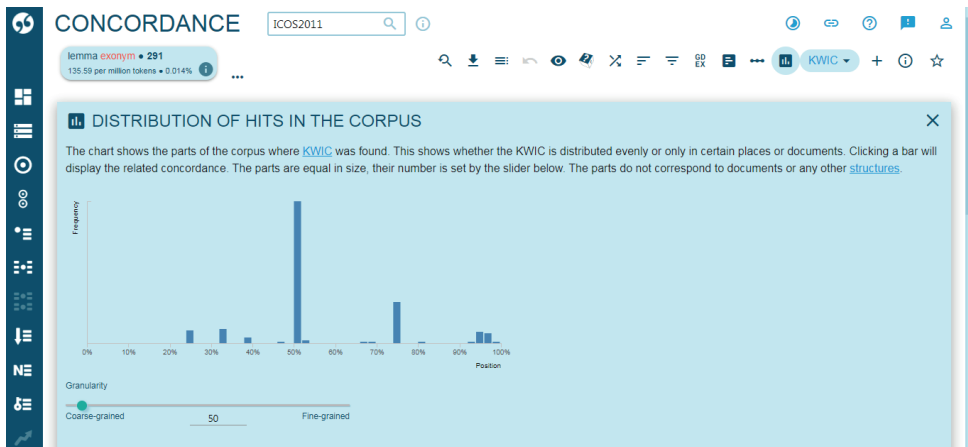 CONCORDANCE
ICOS2011
lemma exonym • 291
135.59 per million tokens • 0.014%
GD
EX
KWIC
DISTRIBUTION OF HITS IN THE CORPUS
The chart shows the parts of the corpus where KWIC was found. This shows whether the KWIC is distributed evenly or only in certain places or documents. Clicking a bar will
display the related concordance. The parts are equal in size, their number is set by the slider below. The parts do not correspond to documents or any other structures.
Frequency
0% 10% 20% 30% 40% 50% 60% 70% 80% 90% 100%
Position
Granularity
Coarse-grained 50 Fine-grained